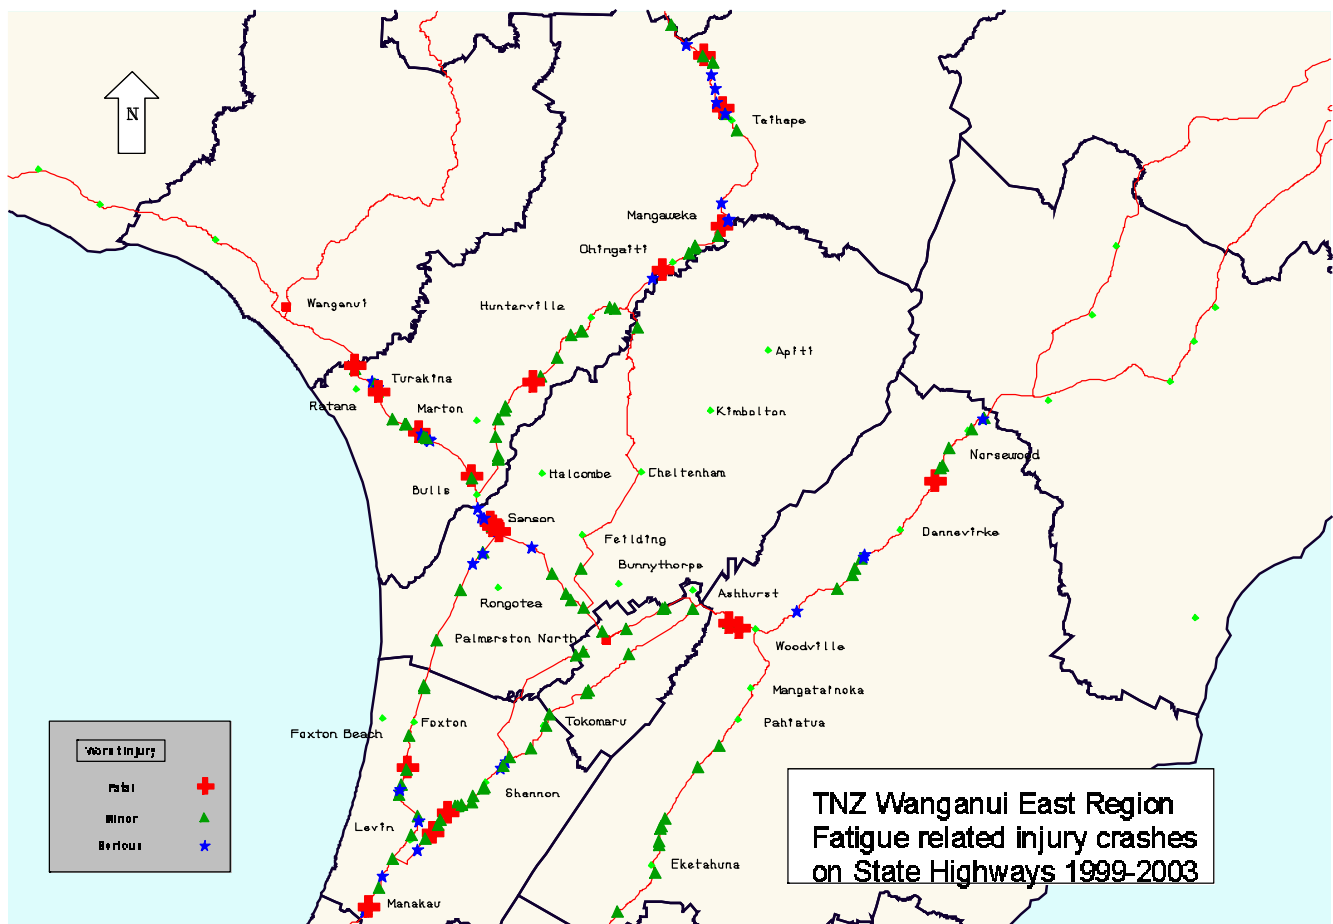 N
Taihape
Mangaweka
Ohingaiti
Hunterville
Wanganui
Apiti
Turakina
Ratana
Marton
Kimbolton
Norsewood
Halcombe
Cheltenham
Bulls
Sanson
Dannevirke
Feilding
Bunnythorpe
Ashhurst
Rongotea
Palmerston North
Woodville
Mangatainoka
Foxton
Tokomaru
Pahiatua
Foxton Beach
Worst Injury
Fatal
Minor
Serious
Shannon
Levin
Eketahuna
Manakau
TNZ Wanganui East Region
Fatigue related injury crashes
on State Highways 1999-2003